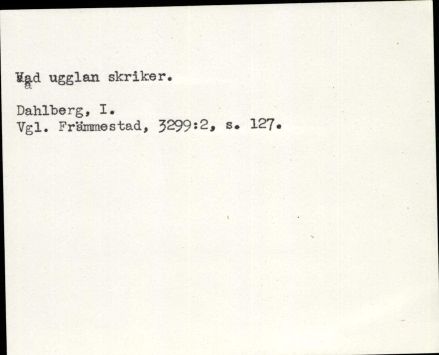 Vad ugglan skriker.
Dahlberg, I.
Vgl. Främmestad, 3299:2, s. 127.